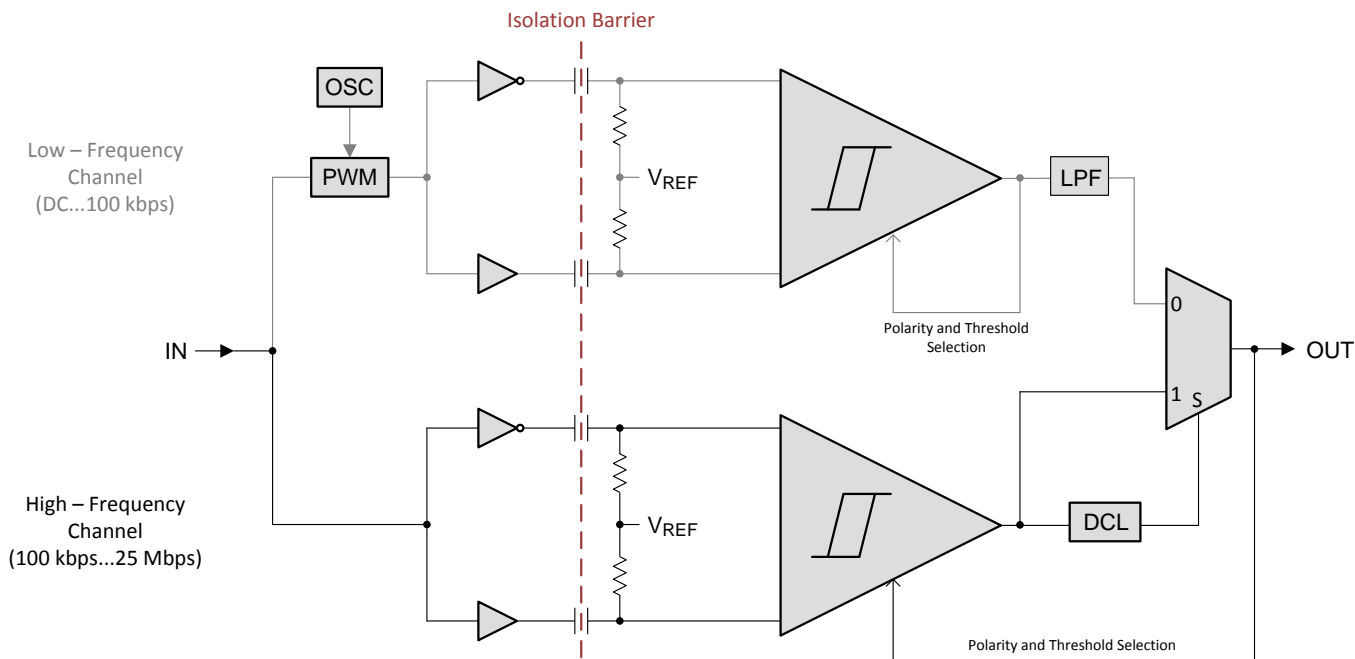 Isolation Barrier
OSC
Low – Frequency
Channel
(DC...100 kbps)
PWM
VREF
LPF
Polarity and Threshold
Selection
0
IN
OUT
1
S
High – Frequency
Channel
(100 kbps...25 Mbps)
VREF
DCL
Polarity and Threshold Selection